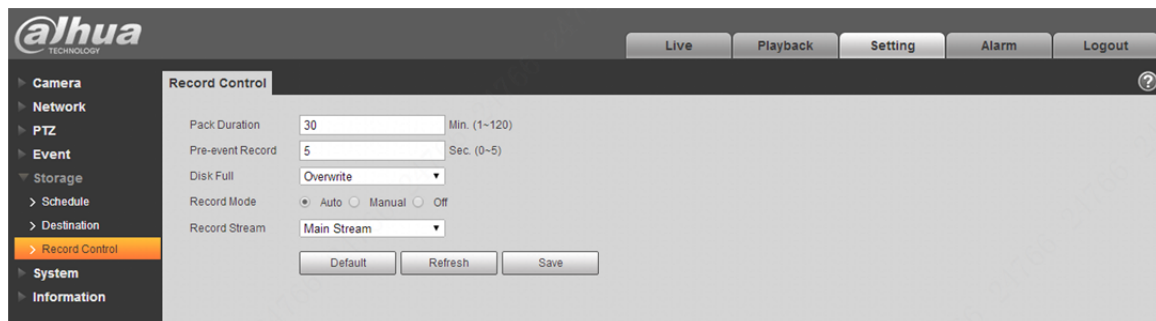 alhua
TECHNOLOGY
Live Playback Setting Alarm Logout
Camera
Network
PTZ
Event
Storage
Schedule
Destination
Record Control
System
Information
Record Control
?
Pack Duration 30 Min. (1~120)
Pre-event Record 5 Sec. (0~5)
Disk Full Overwrite
Record Mode Auto Manual Off
Record Stream Main Stream
Default Refresh Save